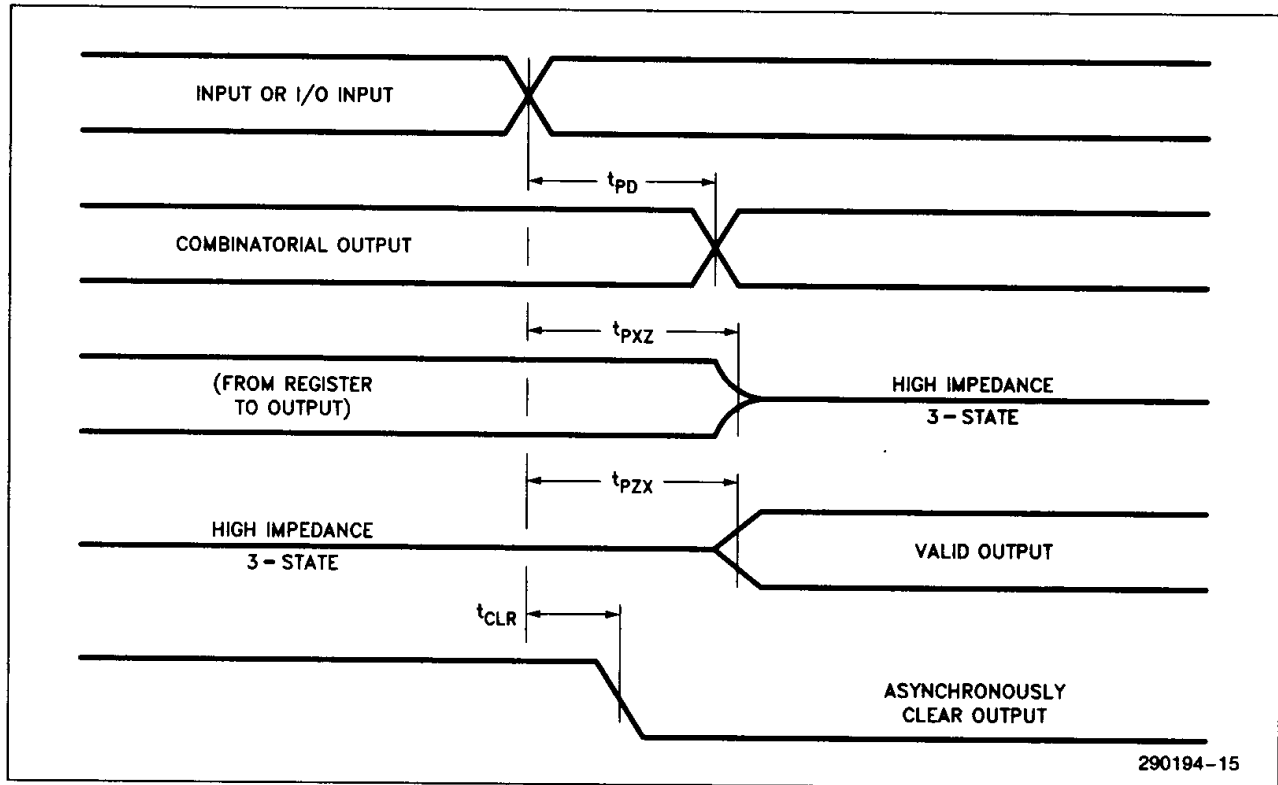 INPUT OR I/O INPUT
tPD
COMBINATORIAL OUTPUT
tPXZ
(FROM REGISTER
TO OUTPUT)
HIGH IMPEDANCE
3-STATE
tPZX
HIGH IMPEDANCE
3-STATE
VALID OUTPUT
tCLR
ASYNCHRONOUSLY
CLEAR OUTPUT
290194-15